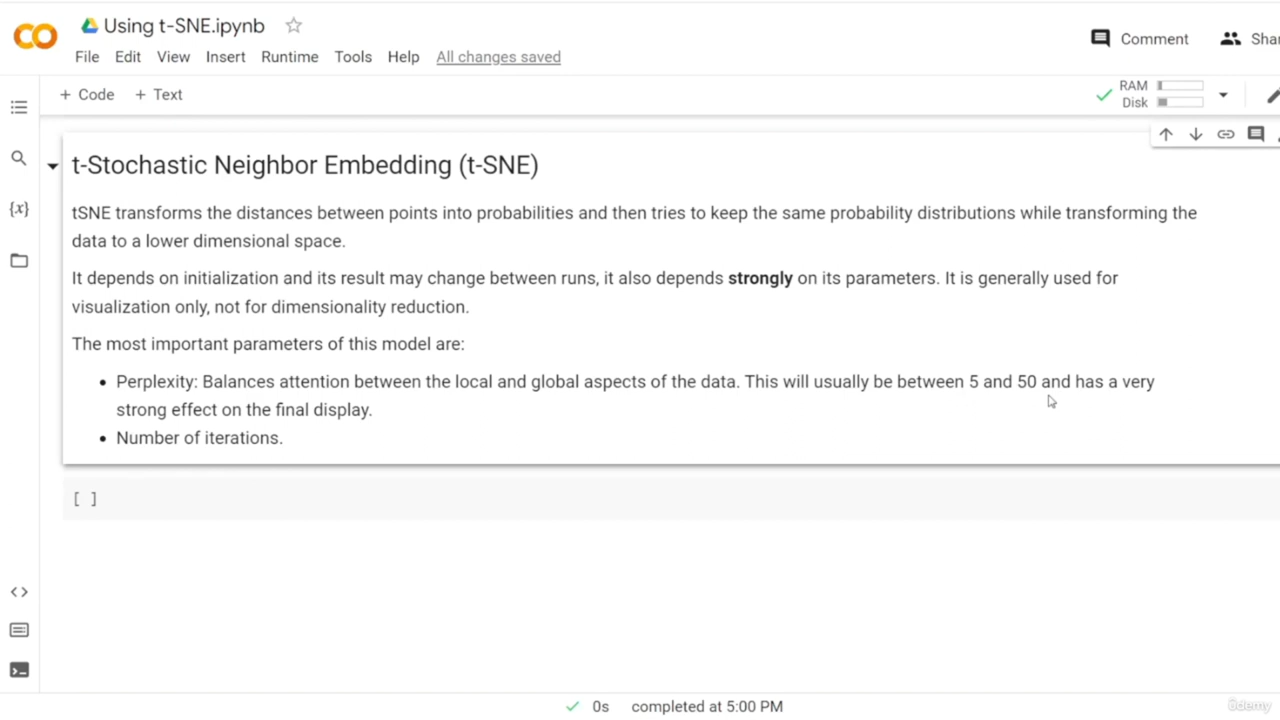 Using t-SNE.ipynb
File Edit View Insert Runtime Tools Help All changes saved
Comment
+ Code + Text
RAM
Disk
t-Stochastic Neighbor Embedding (t-SNE)
tSNE transforms the distances between points into probabilities and then tries to keep the same probability distributions while transforming the
data to a lower dimensional space.
It depends on initialization and its result may change between runs, it also depends strongly on its parameters. It is generally used for
visualization only, not for dimensionality reduction.
The most important parameters of this model are:
• Perplexity: Balances attention between the local and global aspects of the data. This will usually be between 5 and 50 and has a very
strong effect on the final display.
• Number of iterations.
{x}
[ ]
0s completed at 5:00 PM
ûdemy